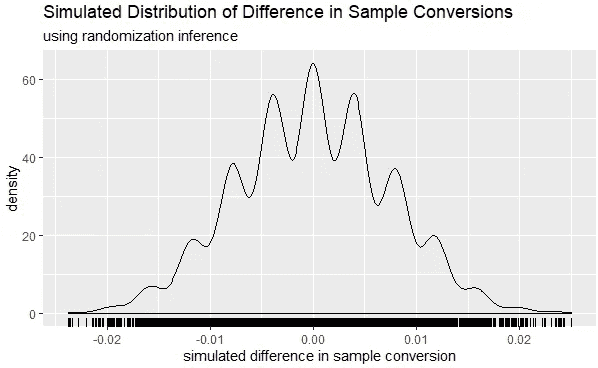 Simulated Distribution of Difference in Sample Conversions
using randomization inference
60
40
20
0
density
-0.02
-0.01
0.00
0.01
0.02
simulated difference in sample conversion